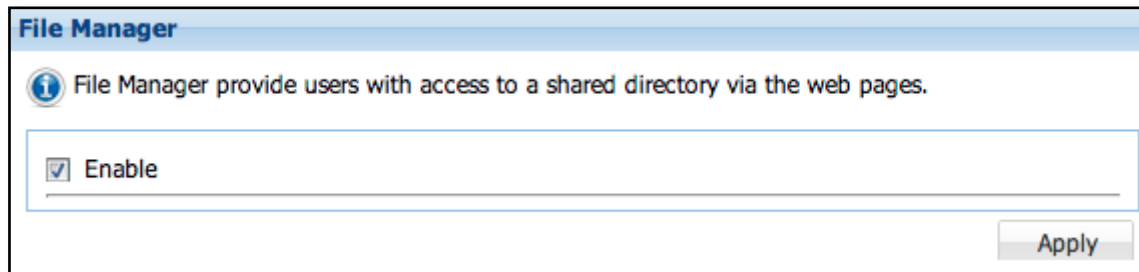 File Manager
File Manager provide users with access to a shared directory via the web pages.
Enable
Apply